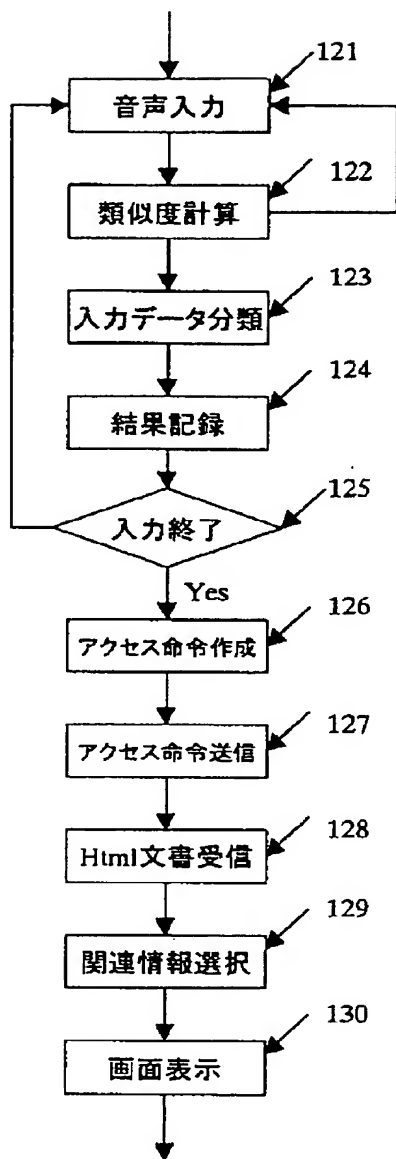 121
音声入力
122
類似度計算
123
入力データ分類
124
結果記録
125
入力終了
Yes
126
アクセス命令作成
127
アクセス命令送信
128
Html文書受信
129
関連情報選択
130
画面表示